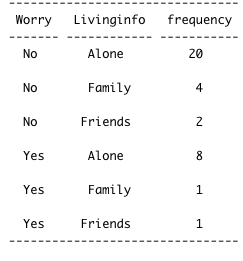 Worry Livinginfo frequency
No Alone 20
No Family 4
No Friends 2
Yes Alone 8
Yes Family 1
Yes Friends 1